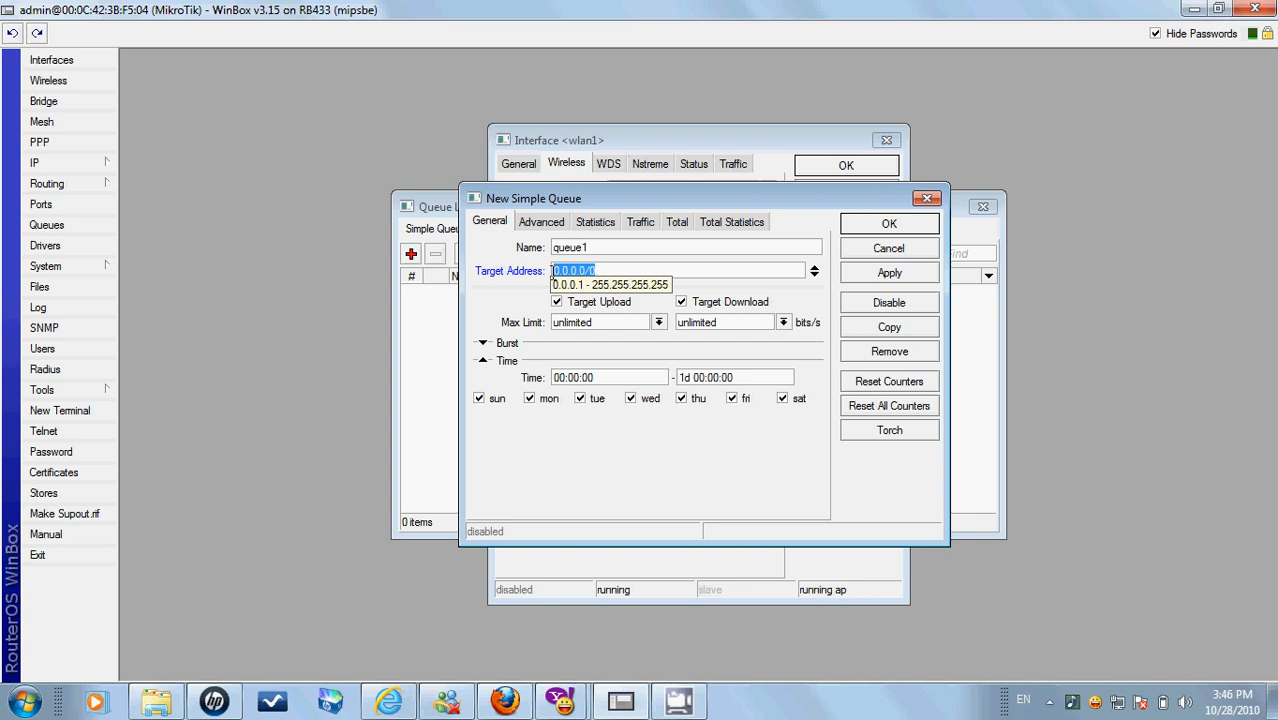 admin@00:0C:42:3B:F5:04 (MikroTik) - WinBox v3.15 on RB433 (mipsbe)
Hide Passwords
Interfaces
Wireless
Bridge
Mesh
PPP
IP
Routing
Ports
Queues
Drivers
System
Files
Log
SNMP
Users
Radius
Tools
New Terminal
Telnet
Password
Certificates
Stores
Make Supout.rif
Manual
Exit
RouterOS WinBox
Interface <wlan1>
General Wireless WDS Nstreme Status Traffic
OK
Queue L
Simple Queu
Find
#
0 items
New Simple Queue
General Advanced Statistics Traffic Total Total Statistics
Name: queue1
Target Address: 0.0.0.0/0
0.0.0.1 - 255.255.255.255
Target Upload Target Download
Max Limit: unlimited unlimited bits/s
Burst
Time
Time: 00:00:00 - 1d 00:00:00
sun mon tue wed thu fri sat
OK
Cancel
Apply
Disable
Copy
Remove
Reset Counters
Reset All Counters
Torch
disabled
disabled running slave running ap
EN
3:46 PM
10/28/2010